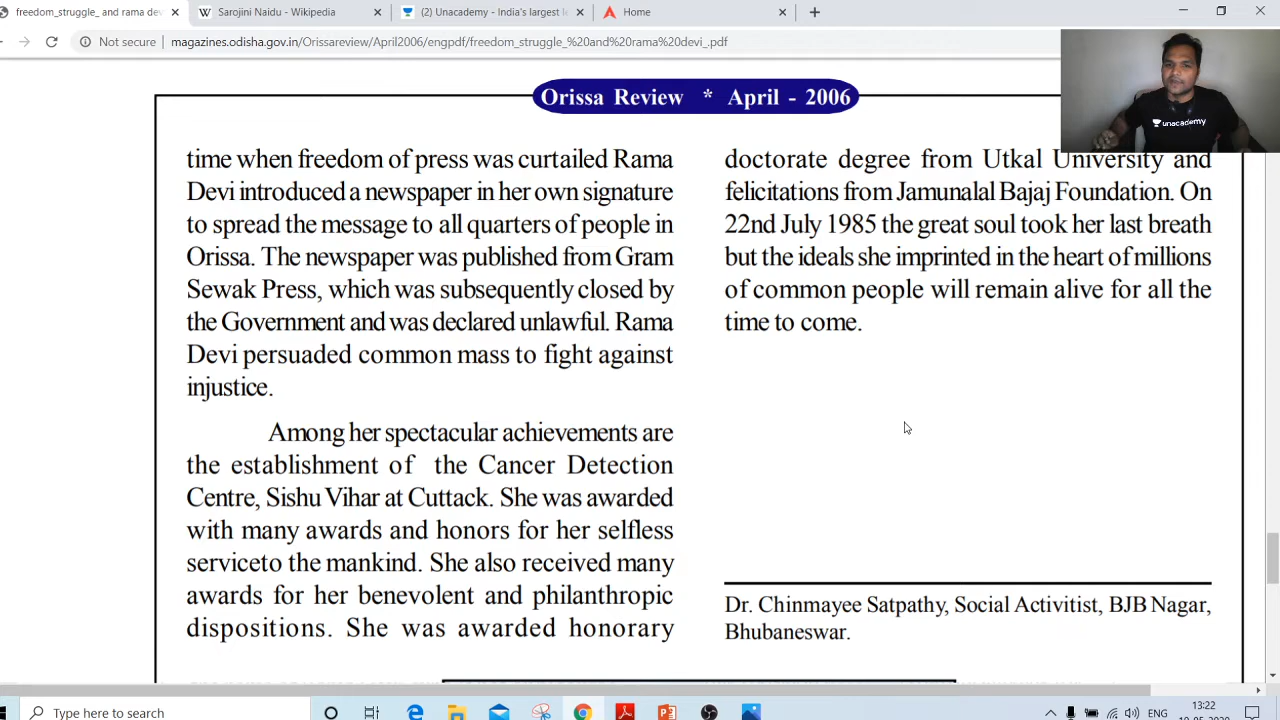 freedom_struggle_ and rama de
Sarojini Naidu - Wikipedia
(2) Unacademy - India's largest l
Home
Not secure
magazines.odisha.gov.in/Orissareview/April2006/engpdf/freedom_struggle_%20and%20rama%20devi_.pdf
unacademy
Orissa Review * April - 2006
time when freedom of press was curtailed Rama
Devi introduced a newspaper in her own signature
to spread the message to all quarters of people in
Orissa. The newspaper was published from Gram
Sewak Press, which was subsequently closed by
the Government and was declared unlawful. Rama
Devi persuaded common mass to fight against
injustice.
Among her spectacular achievements are
the establishment of the Cancer Detection
Centre, Sishu Vihar at Cuttack. She was awarded
with many awards and honors for her selfless
serviceto the mankind. She also received many
awards for her benevolent and philanthropic
dispositions. She was awarded honorary
doctorate degree from Utkal University and
felicitations from Jamunalal Bajaj Foundation. On
22nd July 1985 the great soul took her last breath
but the ideals she imprinted in the heart of millions
of common people will remain alive for all the
time to come.
Dr. Chinmayee Satpathy, Social Activitist, BJB Nagar,
Bhubaneswar.
Type here to search
ENG
13:22